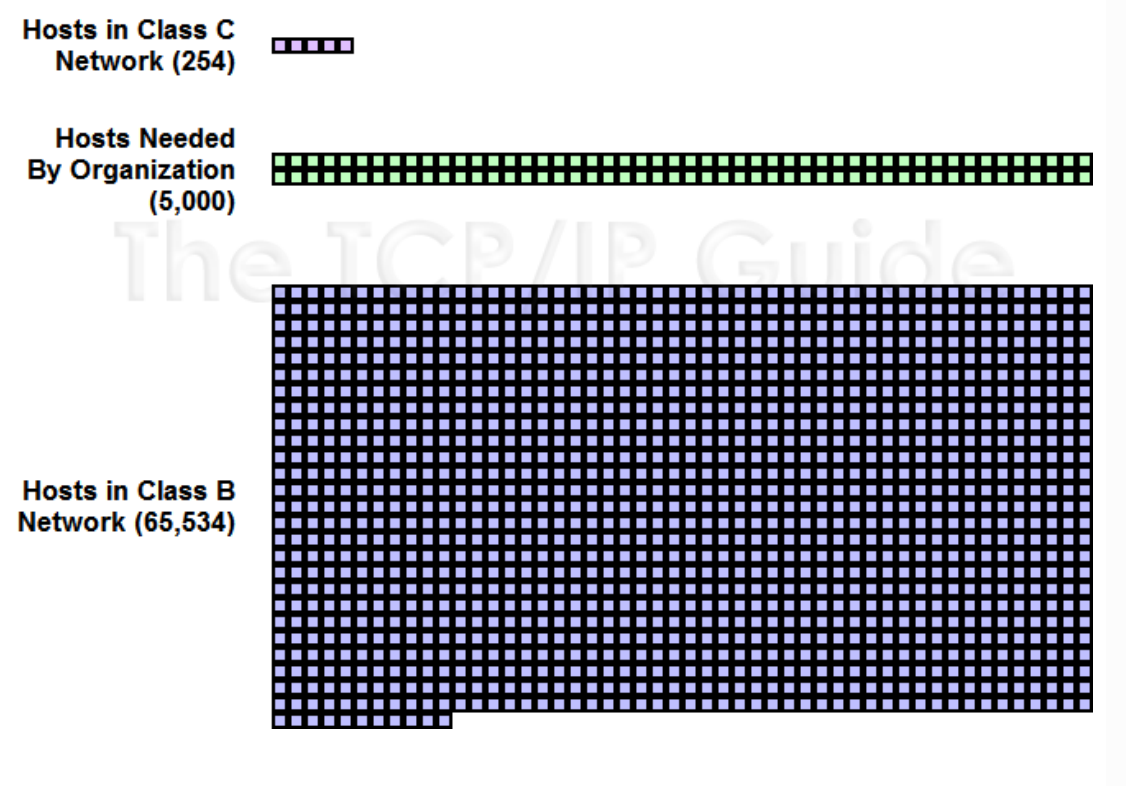 Hosts in Class C
Network (254)
Hosts Needed
By Organization
(5,000)
The TCP/IP Guide
Hosts in Class B
Network (65,534)